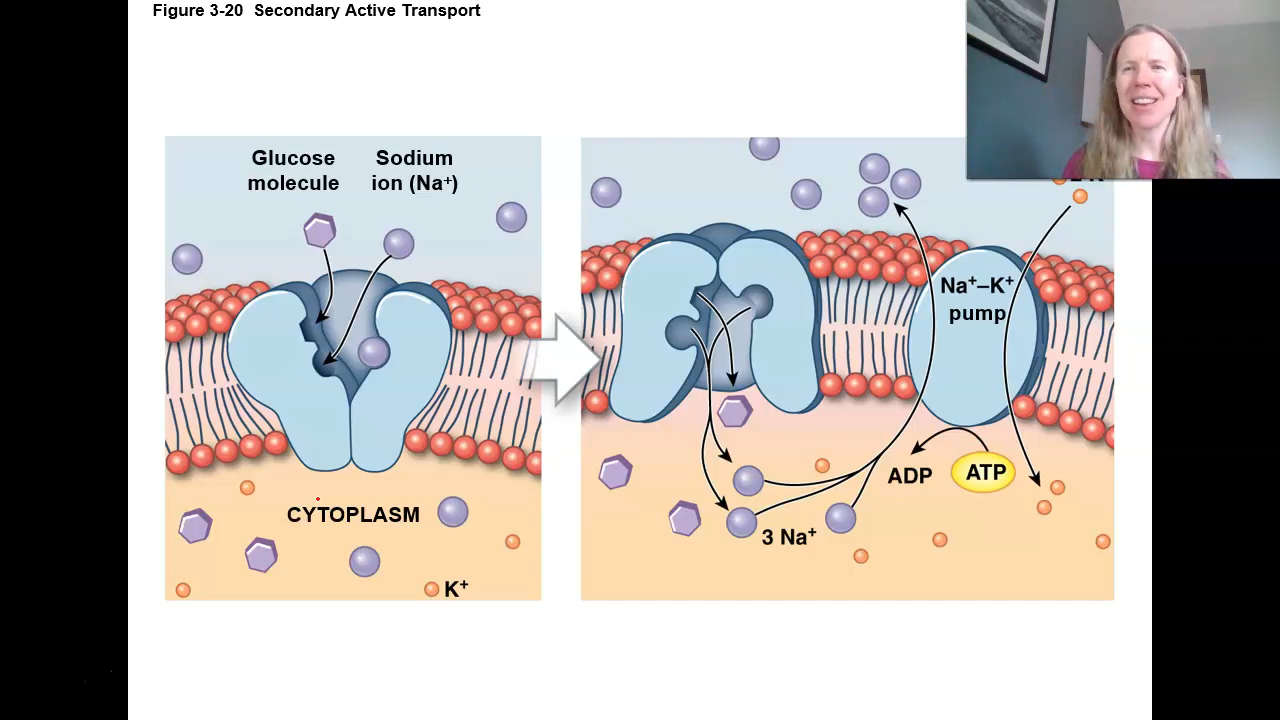 Figure 3-20 Secondary Active Transport
Glucose
molecule
Sodium
ion (Na⁺)
CYTOPLASM
K⁺
Na⁺–K⁺
pump
ADP
ATP
3 Na⁺